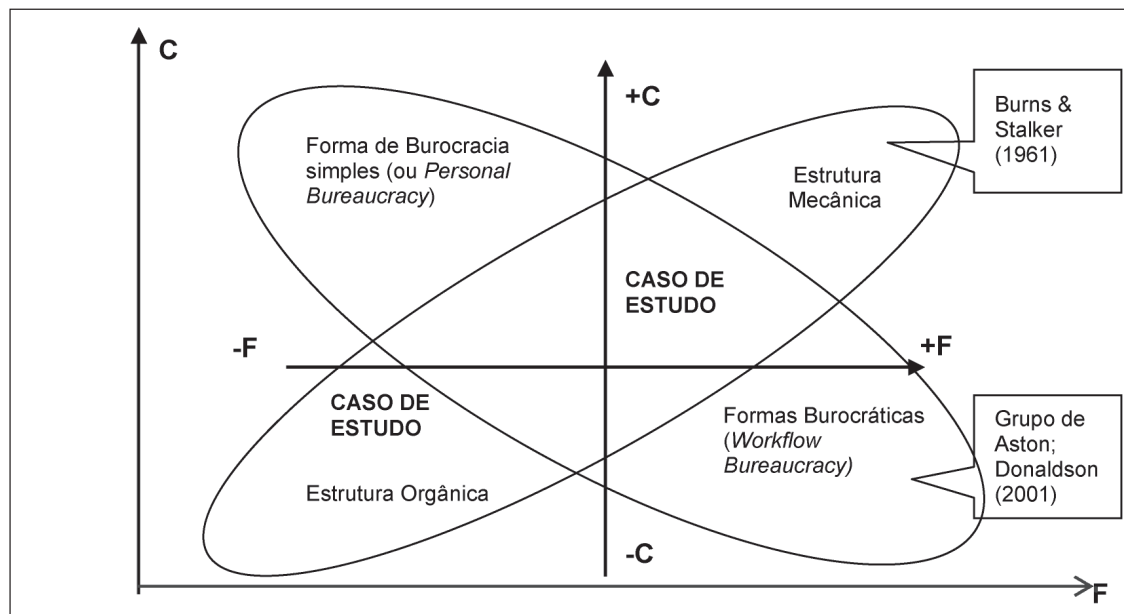 C
+C
Burns &
Stalker
(1961)
Forma de Burocracia
simples (ou Personal
Bureaucracy)
Estrutura
Mecânica
CASO DE
ESTUDO
-F
+F
CASO DE
ESTUDO
Formas Burocráticas
(Workflow
Bureaucracy)
Grupo de
Aston;
Donaldson
(2001)
Estrutura Orgânica
-C
F